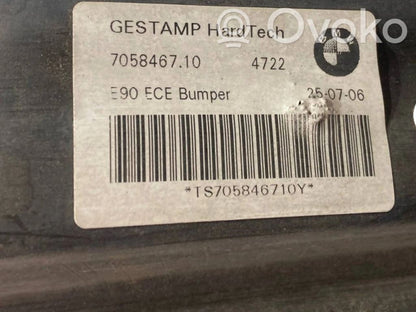 GESTAMP HardTech
Ovoko
7058467.10 4722
E90 ECE Bumper 25-07-06
*TS705846710Y*